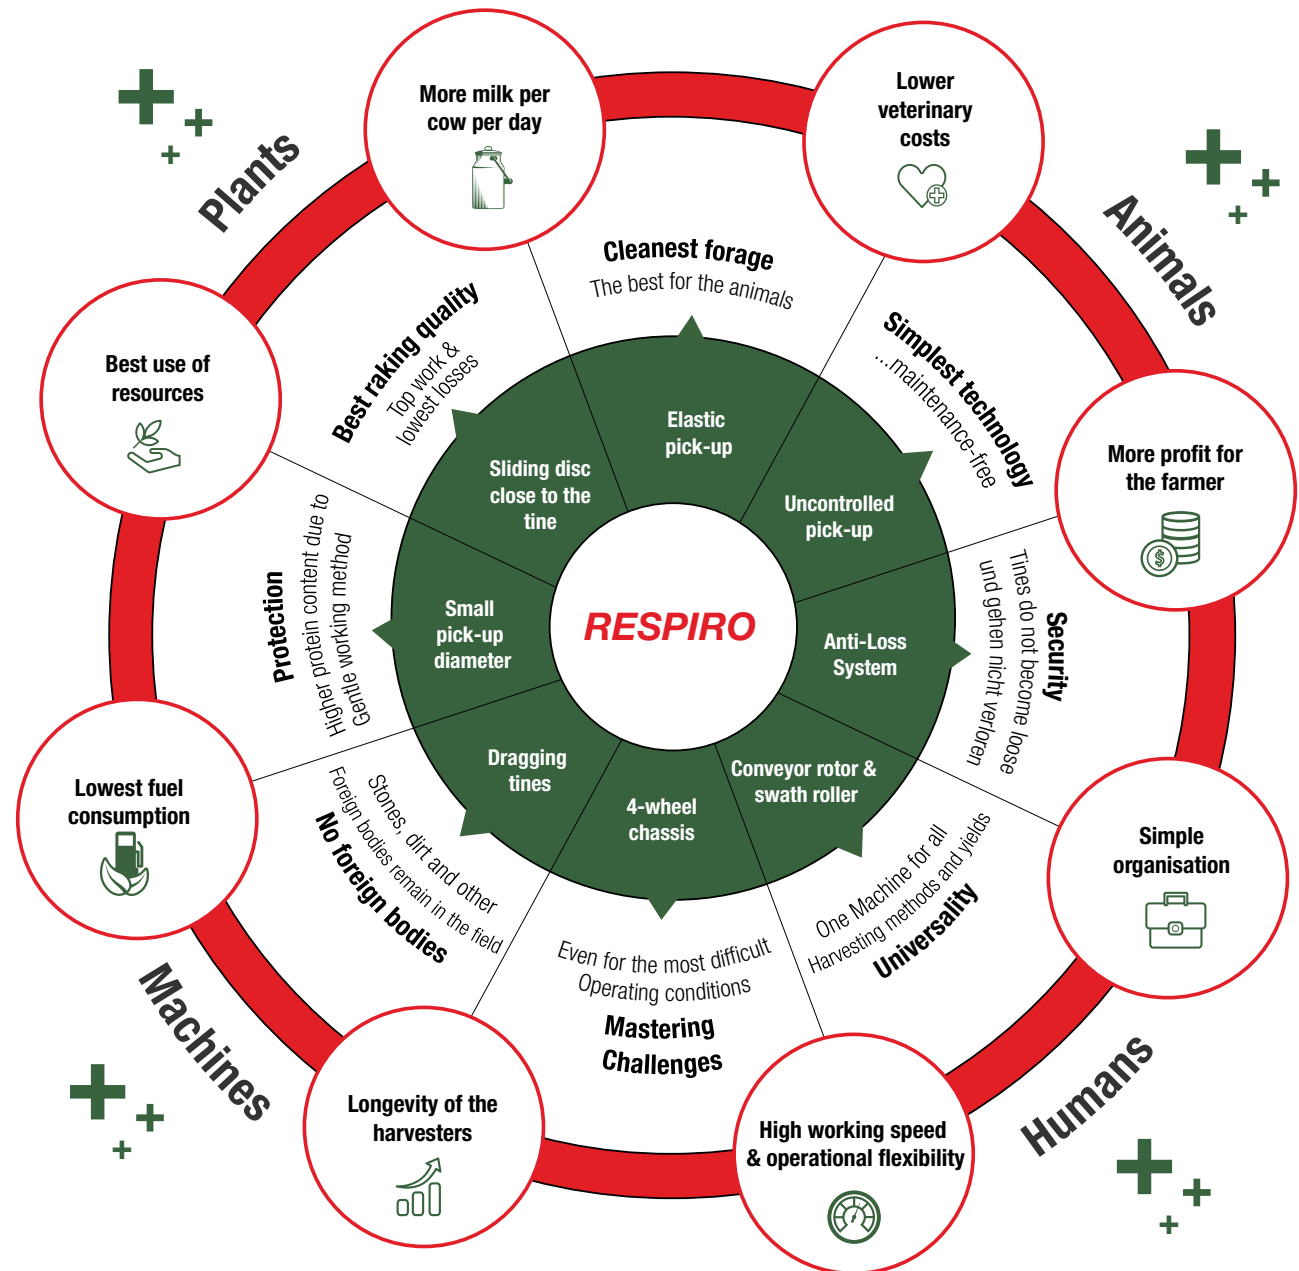 More milk per
cow per day
Lower
veterinary
costs
Plants
Animals
Cleanest forage
The best for the animals
Best raking quality
Top work &
lowest losses
Simplest technology
...maintenance-free
Best use of
resources
More profit for
the farmer
$
Elastic
pick-up
Sliding disc
close to the
tine
Uncontrolled
pick-up
Protection
Higher protein content due to
Gentle working method
Small
pick-up
diameter
RESPIRO
Anti-Loss
System
Security
Tines do not become loose
und gehen nicht verloren
Dragging
tines
4-wheel
chassis
Conveyor rotor &
swath roller
Lowest fuel
consumption
Simple
organisation
Stones, dirt and other
Foreign bodies remain in the field
No foreign bodies
Even for the most difficult
Operating conditions
Mastering
Challenges
One Machine for all
Harvesting methods and yields
Universality
Machines
Humans
Longevity of the
harvesters
High working speed
& operational flexibility